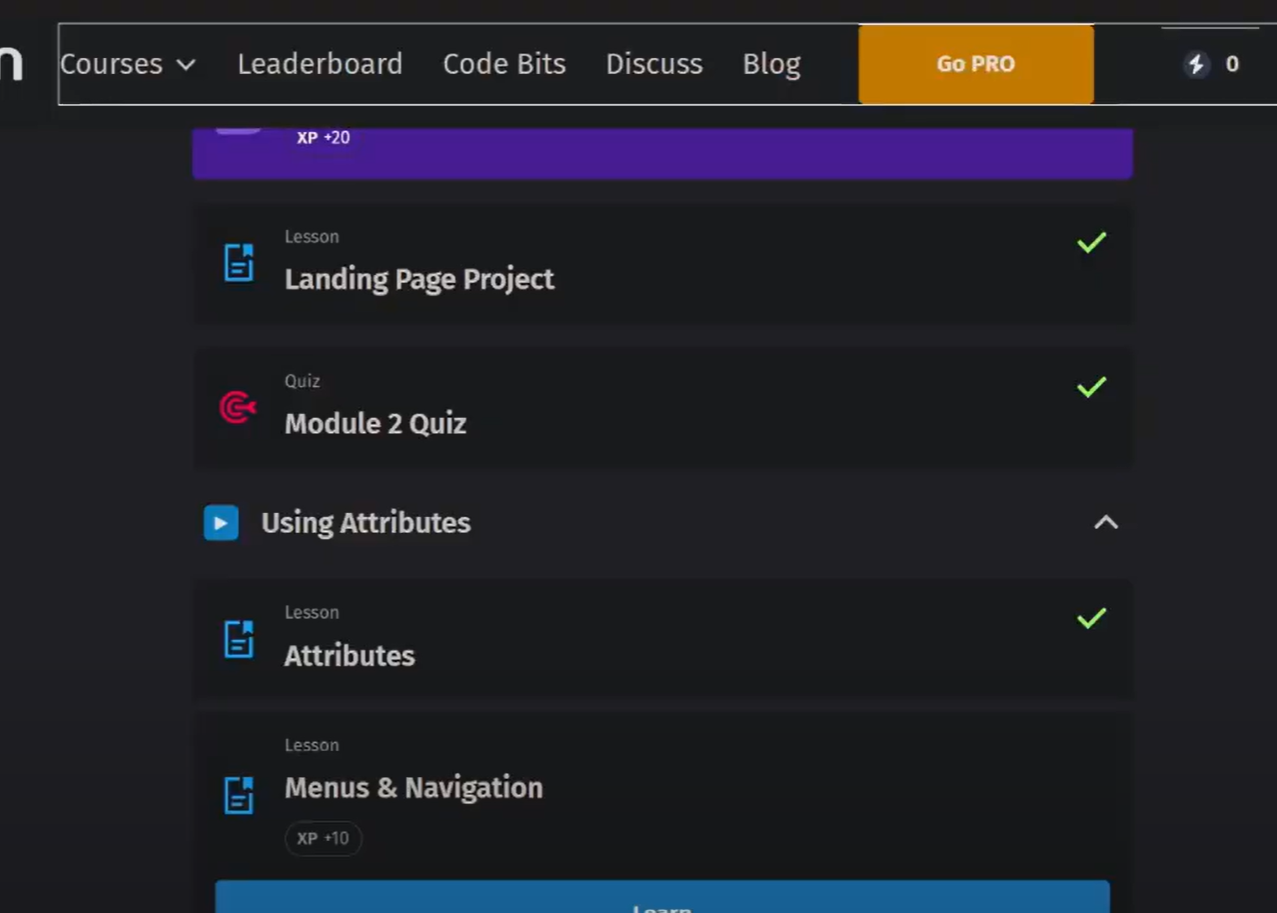 n
Courses Leaderboard Code Bits Discuss Blog Go PRO 0
XP +20
Lesson
Landing Page Project
Quiz
Module 2 Quiz
Using Attributes
Lesson
Attributes
Lesson
Menus & Navigation
XP +10
Learn